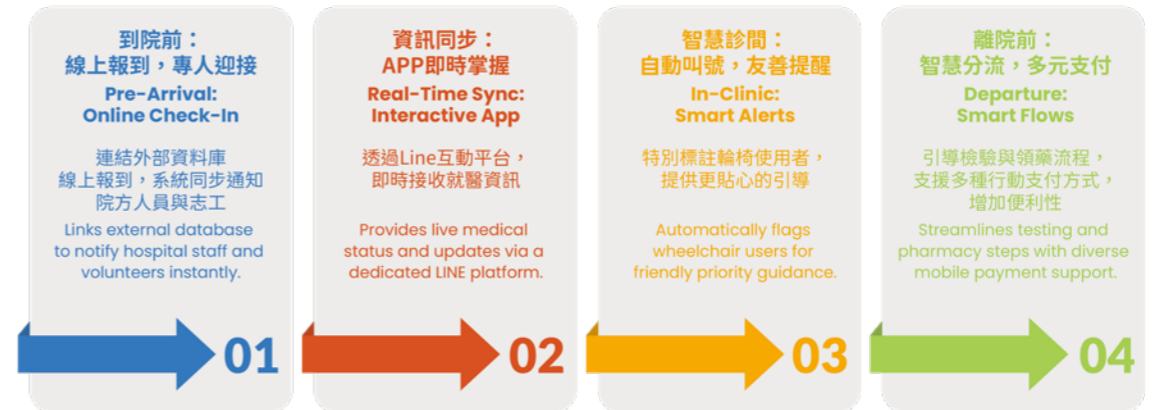 到院前：
線上報到，專人迎接
Pre-Arrival:
Online Check-In
連結外部資料庫
線上報到，系統同步通知
院方人員與志工
Links external database
to notify hospital staff and
volunteers instantly.
01
資訊同步：
APP即時掌握
Real-Time Sync:
Interactive App
透過Line互動平台，
即時接收就醫資訊
Provides live medical
status and updates via a
dedicated LINE platform.
02
智慧診間：
自動叫號，友善提醒
In-Clinic:
Smart Alerts
特別標註輪椅使用者，
提供更貼心的引導
Automatically flags
wheelchair users for
friendly priority guidance.
03
離院前：
智慧分流，多元支付
Departure:
Smart Flows
引導檢驗與領藥流程，
支援多種行動支付方式，
增加便利性
Streamlines testing and
pharmacy steps with diverse
mobile payment support.
04